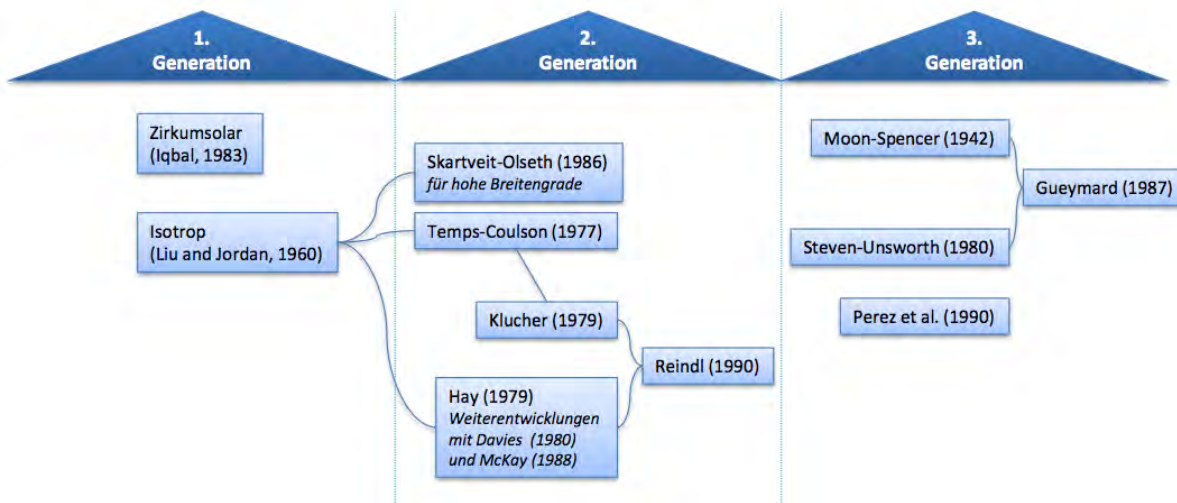 1.
Generation
2.
Generation
3.
Generation
Zirkumsolar
(Iqbal, 1983)
Isotrop
(Liu and Jordan, 1960)
Skartveit-Olseth (1986)
für hohe Breitengrade
Temps-Coulson (1977)
Klucher (1979)
Reindl (1990)
Hay (1979)
Weiterentwicklungen
mit Davies (1980)
und McKay (1988)
Moon-Spencer (1942)
Gueymard (1987)
Steven-Unsworth (1980)
Perez et al. (1990)